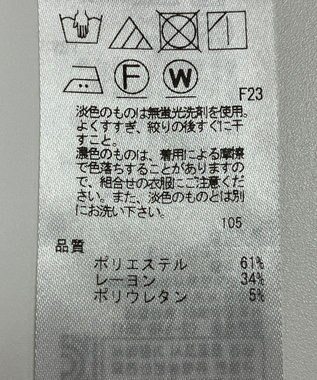 F
W
F23
淡色のものは無蛍光洗剤を使用。
よくすすぎ、絞りの後すぐに干
すこと。
濃色のものは、着用による摩擦
で色落ちすることがありますの
で、組合せの衣服にご注意くだ
さい。また、淡色のものとは別
にお洗い下さい。
105
品質
ポリエステル 61%
レーヨン 34%
ポリウレタン 5%